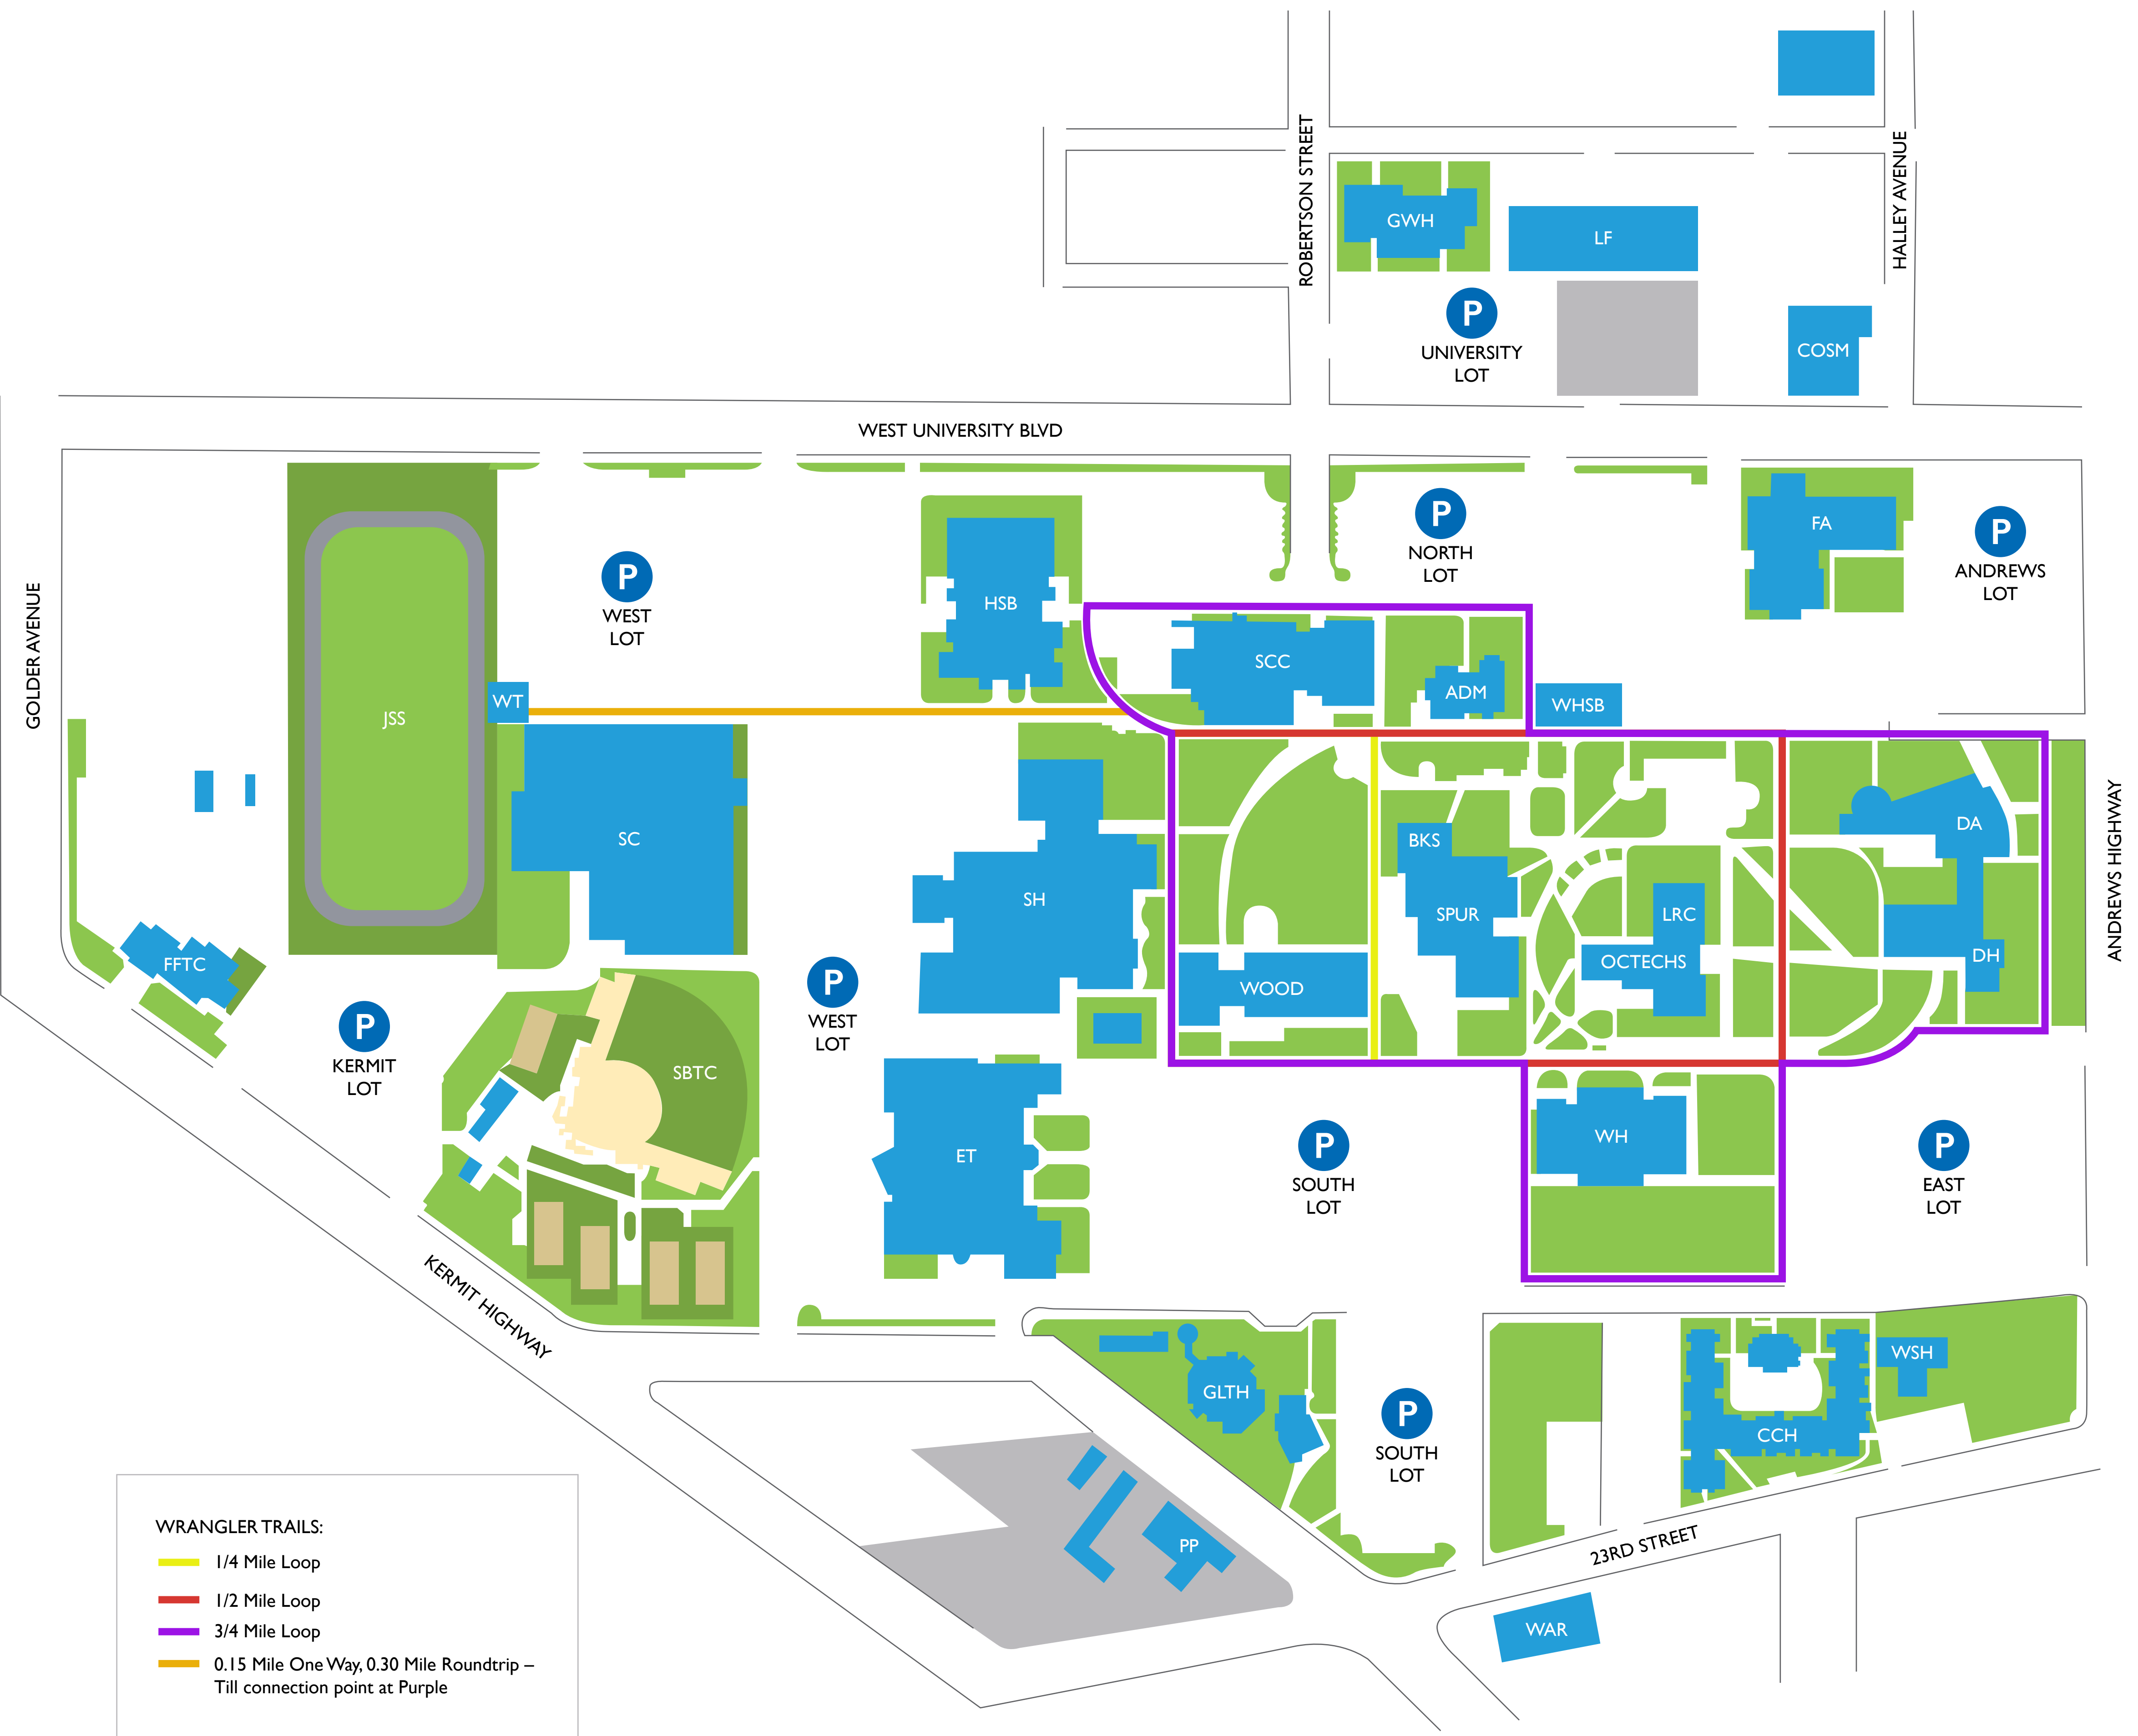 ROBERTSON STREET
HALLEY AVENUE
GWH
LF
P
UNIVERSITY
LOT
COSM
WEST UNIVERSITY BLVD
GOLDER AVENUE
P
WEST
LOT
HSB
P
NORTH
LOT
FA
P
ANDREWS
LOT
SCC
ADM
WHSB
WT
JSS
SC
SH
BKS
SPUR
LRC
OCTECHS
WOOD
DA
DH
ANDREWS HIGHWAY
FFTC
P
KERMIT
LOT
P
WEST
LOT
SBTC
ET
P
SOUTH
LOT
WH
P
EAST
LOT
KERMIT HIGHWAY
GLTH
P
SOUTH
LOT
WSH
CCH
PP
23RD STREET
WAR
WRANGLER TRAILS:
1/4 Mile Loop
1/2 Mile Loop
3/4 Mile Loop
0.15 Mile One Way, 0.30 Mile Roundtrip –
Till connection point at Purple